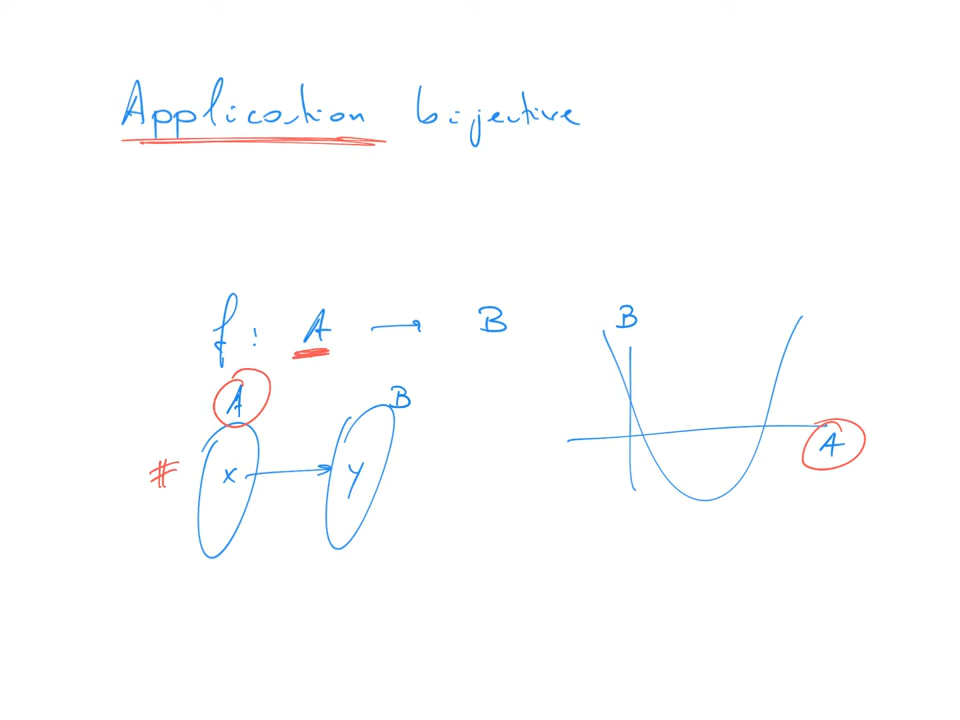 Application bijective
f: A → B
B
A
B
# x → y
A